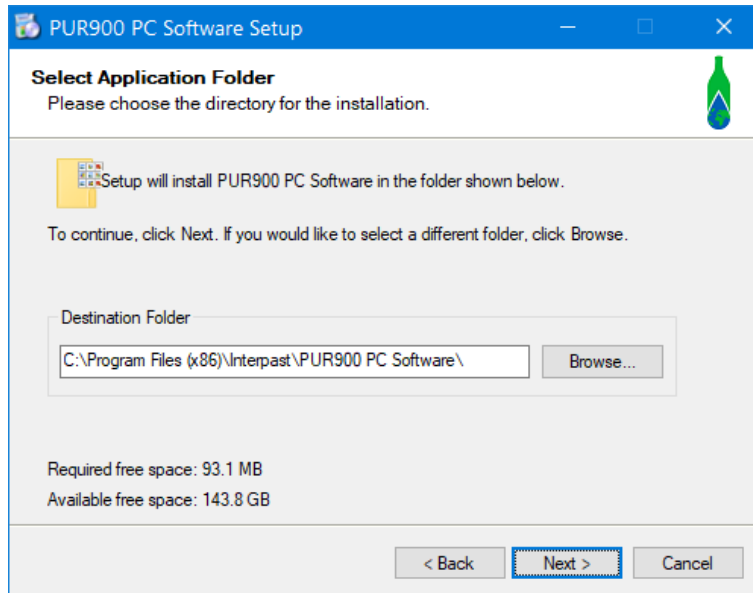 PUR900 PC Software Setup
Select Application Folder
Please choose the directory for the installation.
Setup will install PUR900 PC Software in the folder shown below.
To continue, click Next. If you would like to select a different folder, click Browse.
Destination Folder
C:\Program Files (x86)\Interpast\PUR900 PC Software\
Browse...
Required free space: 93.1 MB
Available free space: 143.8 GB
< Back
Next >
Cancel